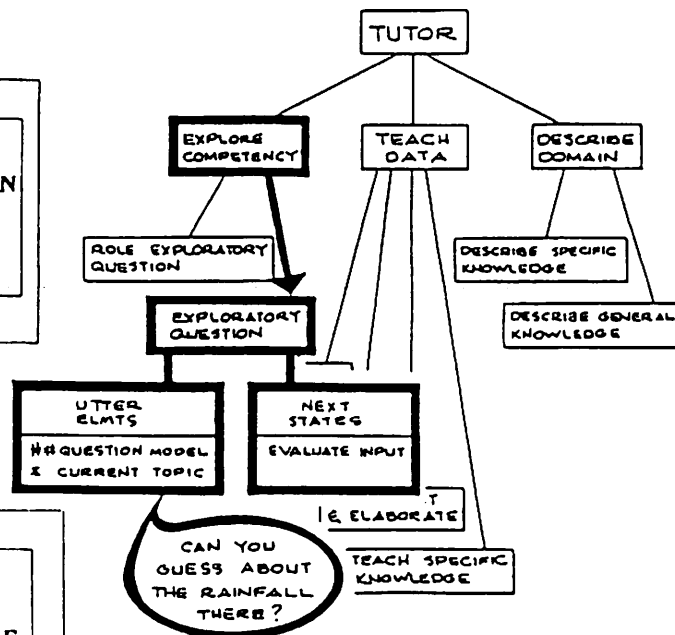 TUTOR
EXPLORE
COMPETENCY
TEACH
DATA
DESCRIBE
DOMAIN
N
ROLE EXPLORATORY
QUESTION
DESCRIBE SPECIFIC
KNOWLEDGE
EXPLORATORY
QUESTION
DESCRIBE GENERAL
KNOWLEDGE
UTTER
ELMTS
##QUESTION MODEL
& CURRENT TOPIC
NEXT
STATES
EVALUATE INPUT
T
& ELABORATE
CAN YOU
GUESS ABOUT
THE RAINFALL
THERE?
TEACH SPECIFIC
KNOWLEDGE